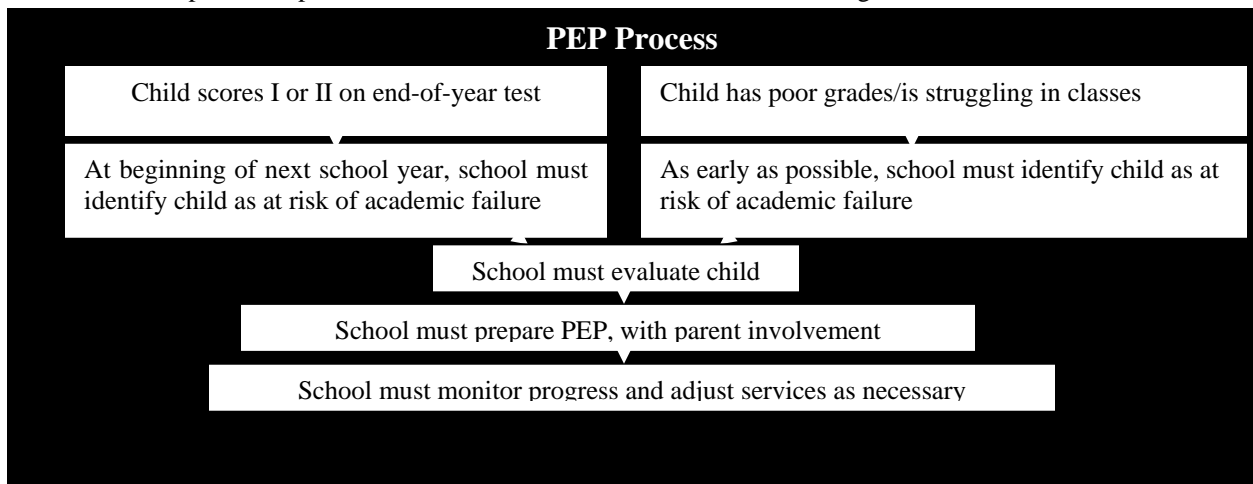 PEP Process
Child scores I or II on end-of-year test
Child has poor grades/is struggling in classes
At beginning of next school year, school must
identify child as at risk of academic failure
As early as possible, school must identify child as at
risk of academic failure
School must evaluate child
School must prepare PEP, with parent involvement
School must monitor progress and adjust services as necessary